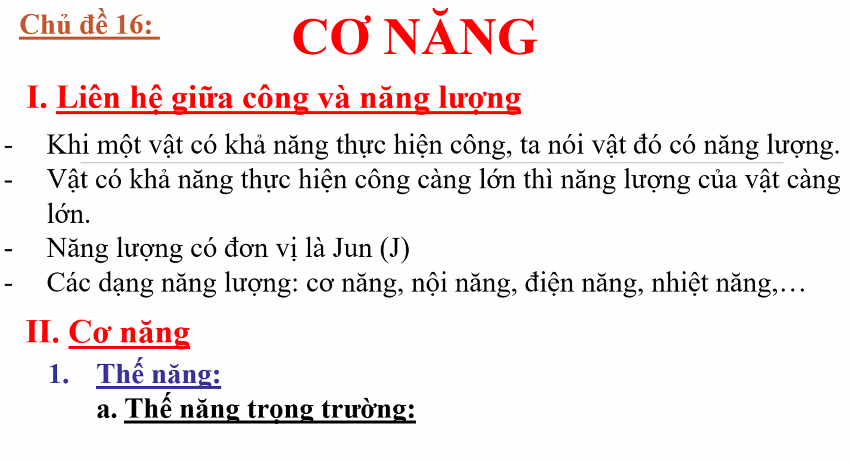 Chủ đề 16:
CƠ NĂNG
I. Liên hệ giữa công và năng lượng
- Khi một vật có khả năng thực hiện công, ta nói vật đó có năng lượng.
- Vật có khả năng thực hiện công càng lớn thì năng lượng của vật càng
lớn.
- Năng lượng có đơn vị là Jun (J)
- Các dạng năng lượng: cơ năng, nội năng, điện năng, nhiệt năng,…
II. Cơ năng
1. Thế năng:
a. Thế năng trọng trường: